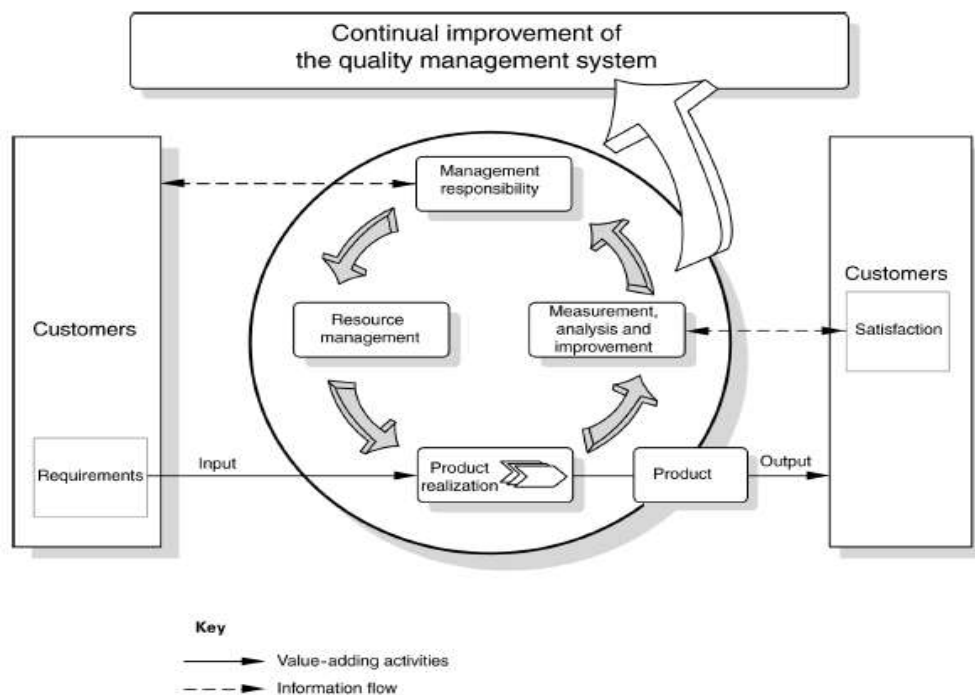 Continual improvement of
the quality management system
Management
responsibility
Customers
Resource
management
Measurement,
analysis and
improvement
Customers
Satisfaction
Requirements
Input
Product
realization
Product
Output
Key
Value-adding activities
Information flow